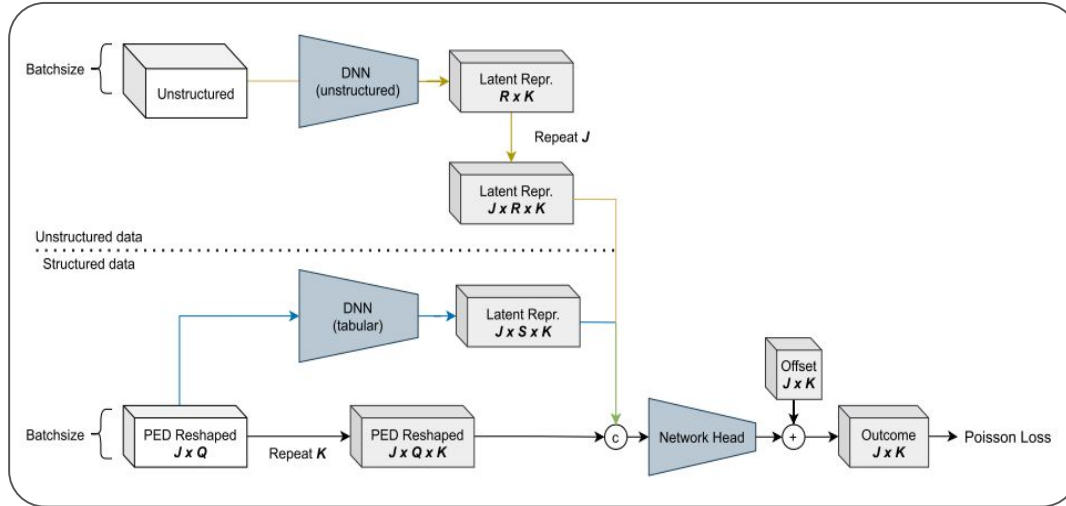 Batchsize
Unstructured
DNN
(unstructured)
Latent Repr.
R x K
Repeat J
Latent Repr.
J x R x K
Unstructured data
Structured data
DNN
(tabular)
Latent Repr.
J x S x K
Offset
J x K
Batchsize
PED Reshaped
J x Q
Repeat K
PED Reshaped
J x Q x K
c
Network Head
+
Outcome
J x K
Poisson Loss